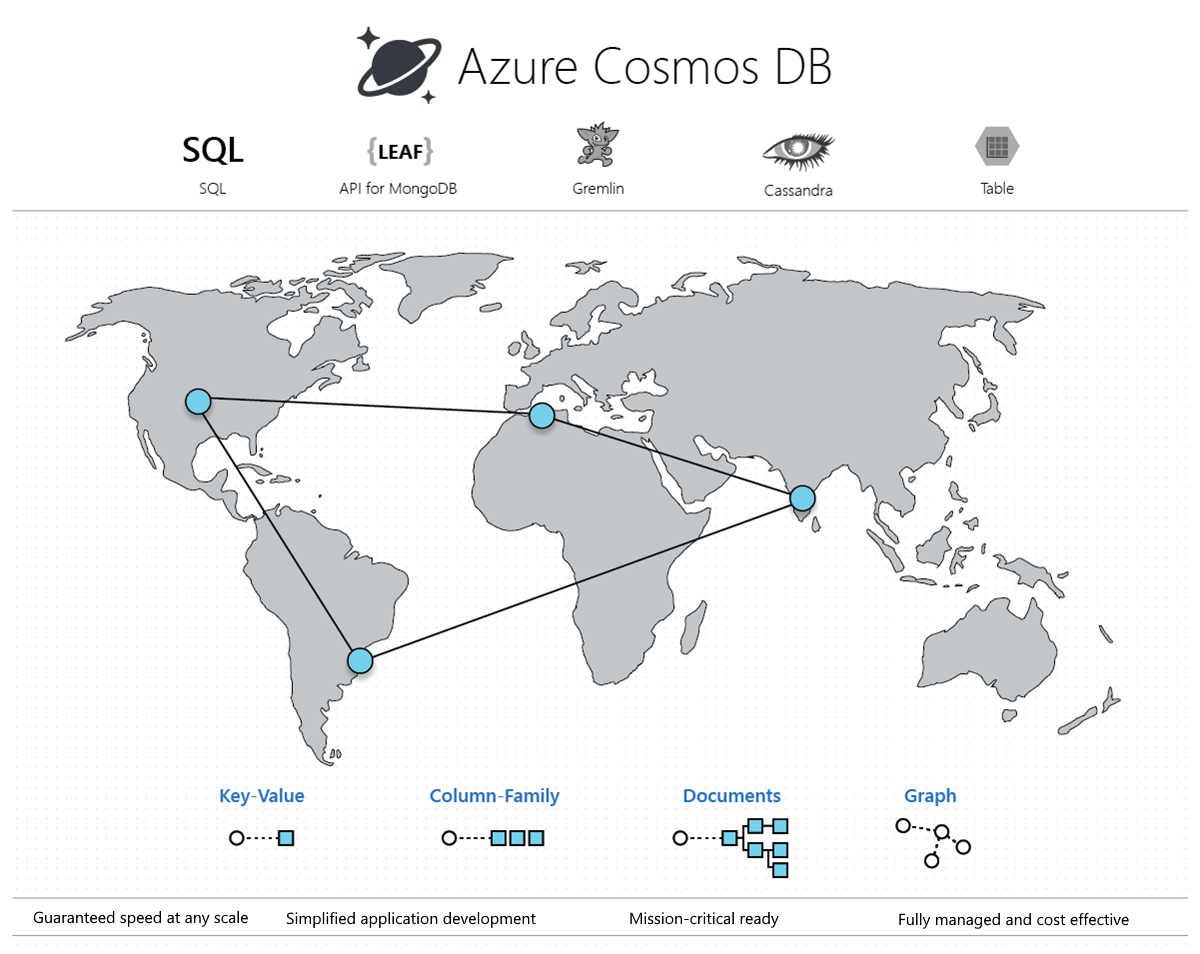 Azure Cosmos DB
SQL
{LEAF}
SQL
API for MongoDB
Gremlin
Cassandra
Table
Key-Value
Column-Family
Documents
Graph
Guaranteed speed at any scale
Simplified application development
Mission-critical ready
Fully managed and cost effective